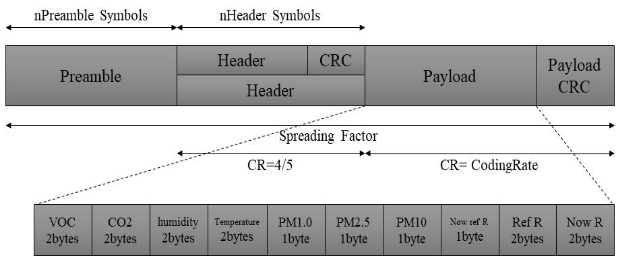 nPreamble Symbols
nHeader Symbols
Preamble
Header
CRC
Header
Payload
Payload
CRC
Spreading Factor
CR=4/5
CR= CodingRate
VOC
2bytes
CO2
2bytes
humidity
2bytes
Temperature
2bytes
PM1.0
1byte
PM2.5
1byte
PM10
1byte
Now ref R
1byte
Ref R
2bytes
Now R
2bytes